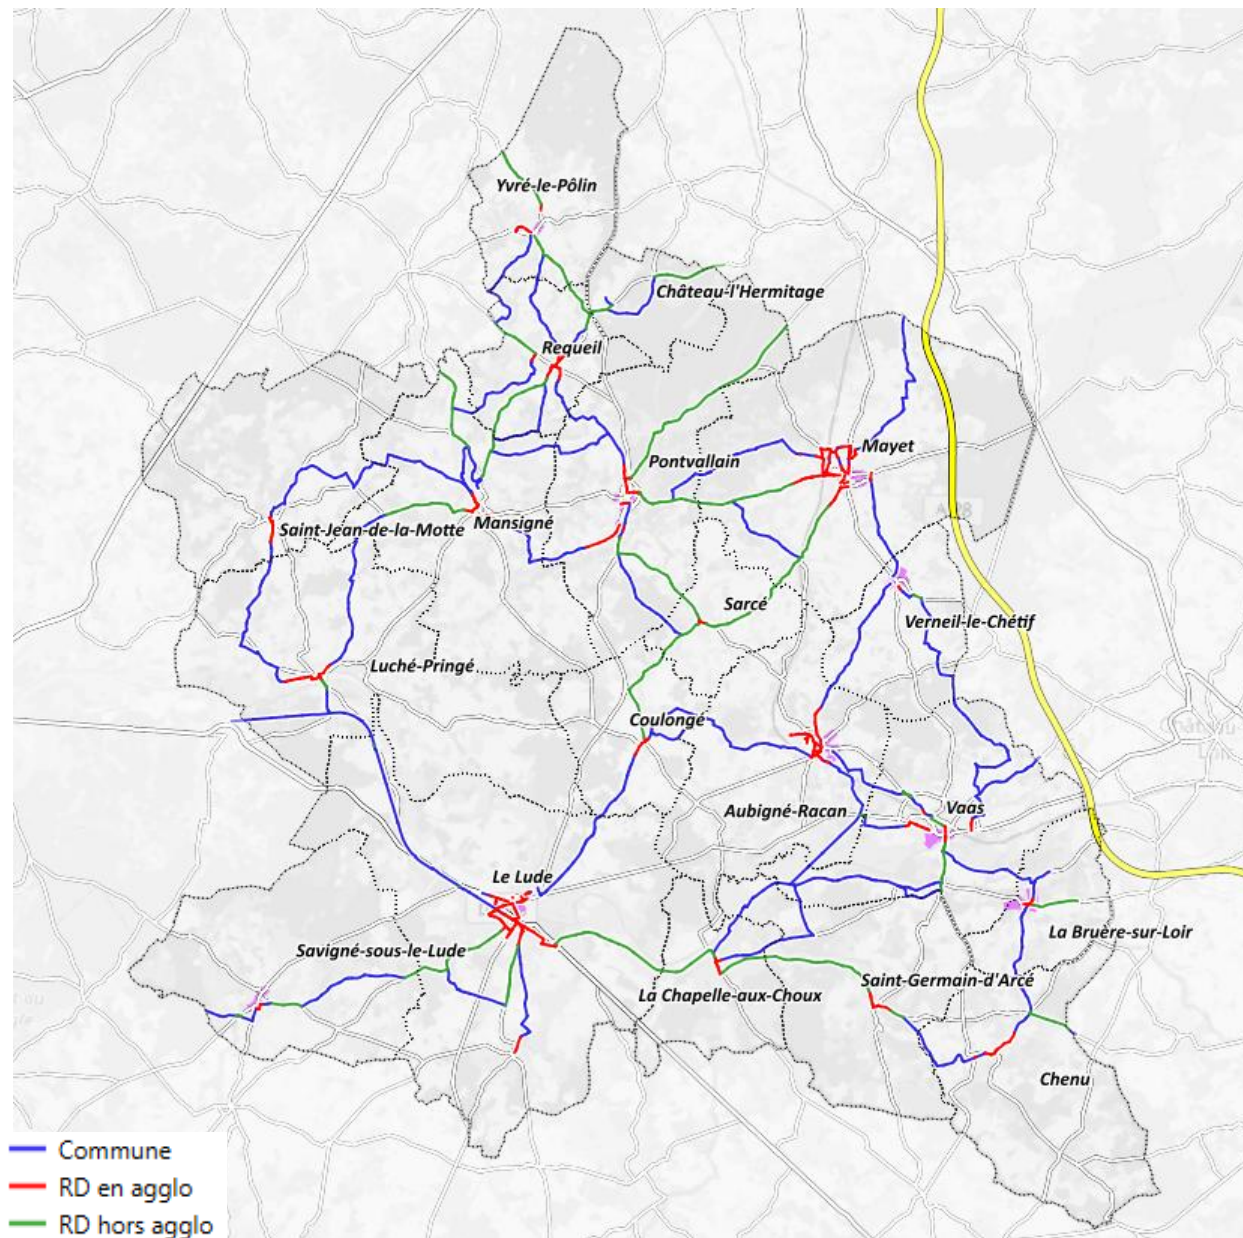 Yvré-le-Pôlin
Château-l'Hermitage
Requeil
Mayet
Pontvallain
Saint-Jean-de-la-Motte
Mansigné
Sarcé
Verneil-le-Chétif
Luché-Pringé
Coulongé
Aubigné-Racan
Vaas
Le Lude
La Bruère-sur-Loir
Savigné-sous-le-Lude
Saint-Germain-d'Arcé
La Chapelle-aux-Choux
Chenu
Commune
RD en agglo
RD hors agglo